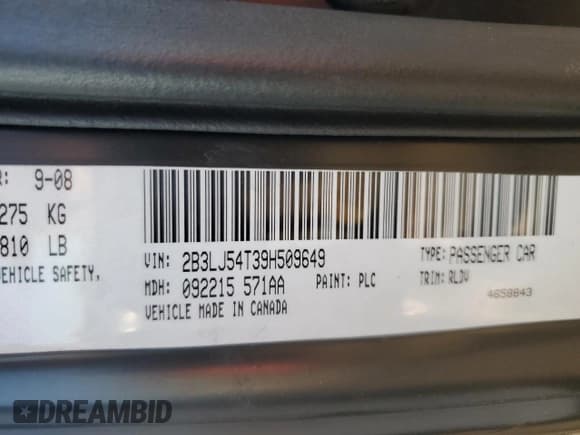 R: 9-08
275 KG
810 LB
VEHICLE SAFETY,
VIN: 2B3LJ54T39H509649
TYPE: PASSENGER CAR
MDH: 092215 571AA
PAINT: PLC
TRIM: RLDV
VEHICLE MADE IN CANADA
4658843
DREAMBID